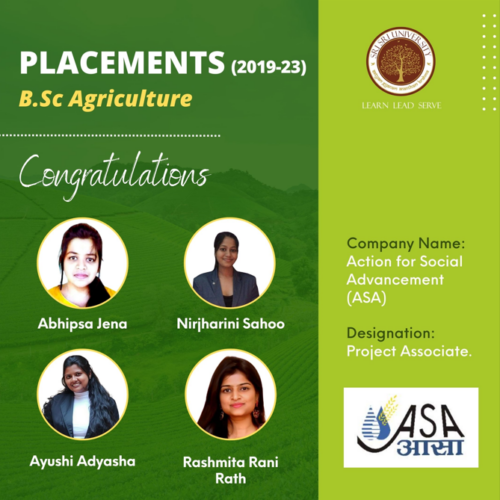 PLACEMENTS (2019-23)
B.Sc Agriculture
Congratulations
Abhipsa Jena
Nirjharini Sahoo
Ayushi Adyasha
Rashmita Rani
Rath
SRI SRI UNIVERSITY
LEARN LEAD SERVE
Company Name:
Action for Social
Advancement
(ASA)
Designation:
Project Associate.
ASA
आसा